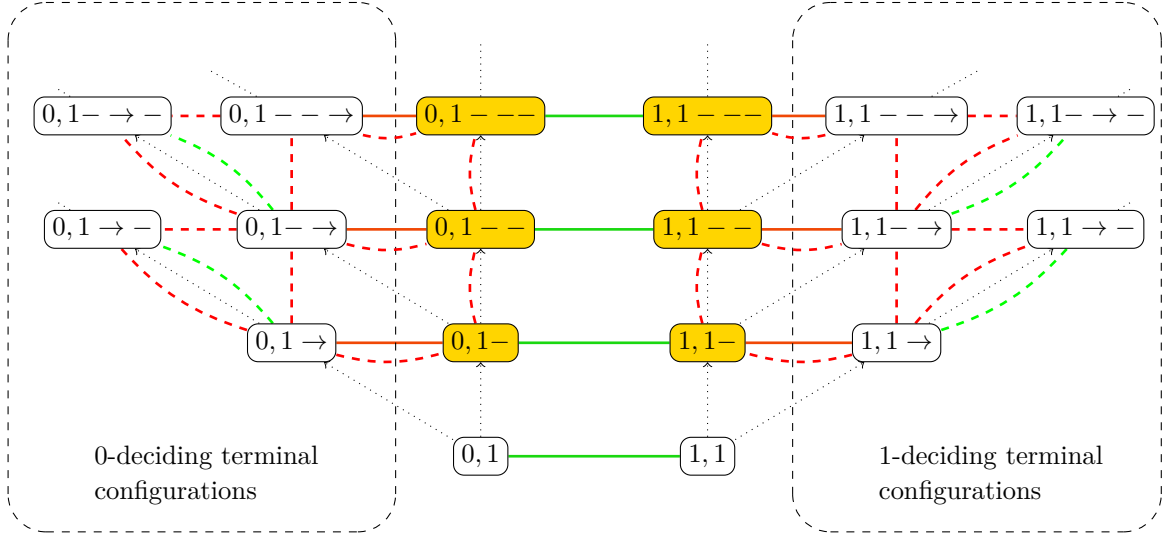 0, 1− → −
0, 1 − − →
0, 1 − − −
1, 1 − − −
1, 1 − − →
1, 1− → −
0, 1 → −
0, 1− →
0, 1 − −
1, 1 − −
1, 1− →
1, 1 → −
0, 1 →
0, 1−
1, 1−
1, 1 →
0, 1
1, 1
0-deciding terminal
configurations
1-deciding terminal
configurations